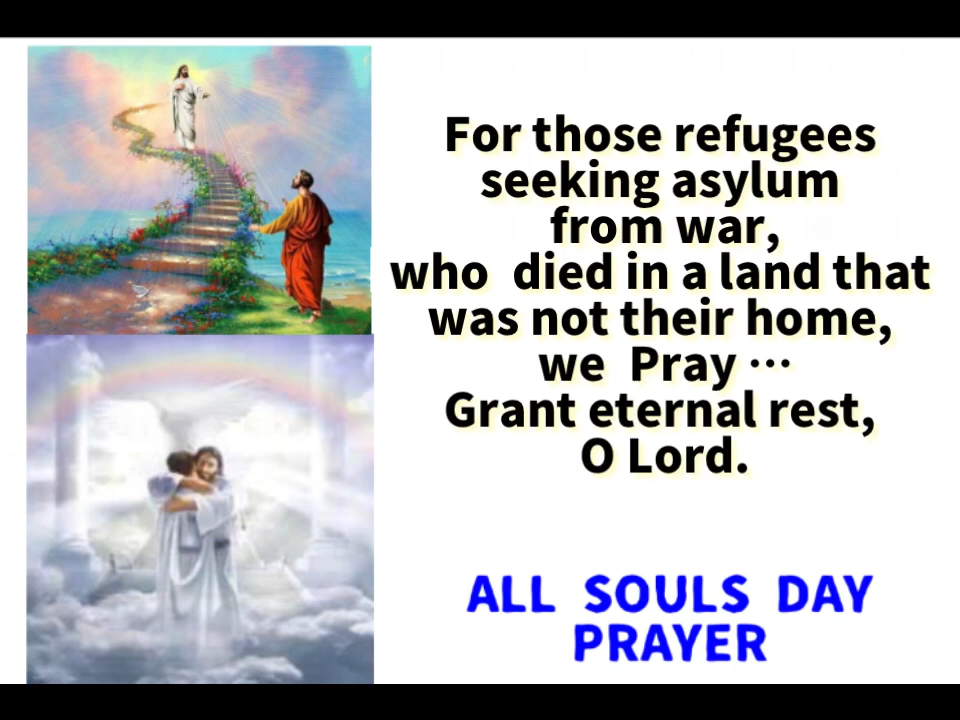 For those refugees
seeking asylum
from war,
who died in a land that
was not their home,
we Pray ...
Grant eternal rest,
O Lord.
ALL SOULS DAY
PRAYER